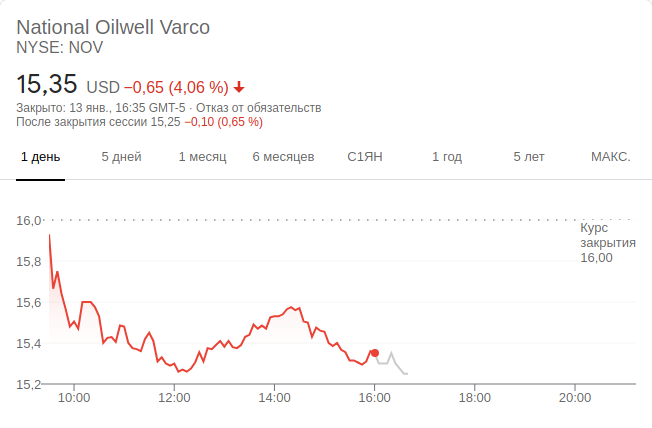 National Oilwell Varco
NYSE: NOV
15,35 USD −0,65 (4,06 %)
Закрыто: 13 янв., 16:35 GMT-5 · Отказ от обязательств
После закрытия сессии 15,25 −0,10 (0,65 %)
1 день 5 дней 1 месяц 6 месяцев С1ЯН 1 год 5 лет МАКС.
16,0
Курс
закрытия
16,00
15,8
15,6
15,4
15,2
10:00 12:00 14:00 16:00 18:00 20:00